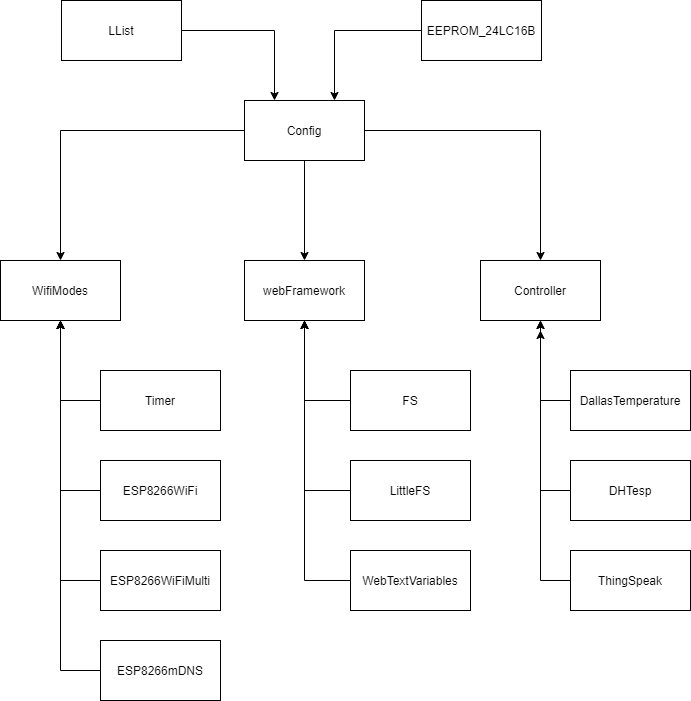 LList
EEPROM_24LC16B
Config
WifiModes
webFramework
Controller
Timer
FS
DallasTemperature
ESP8266WiFi
LittleFS
DHTesp
ESP8266WiFiMulti
WebTextVariables
ThingSpeak
ESP8266mDNS